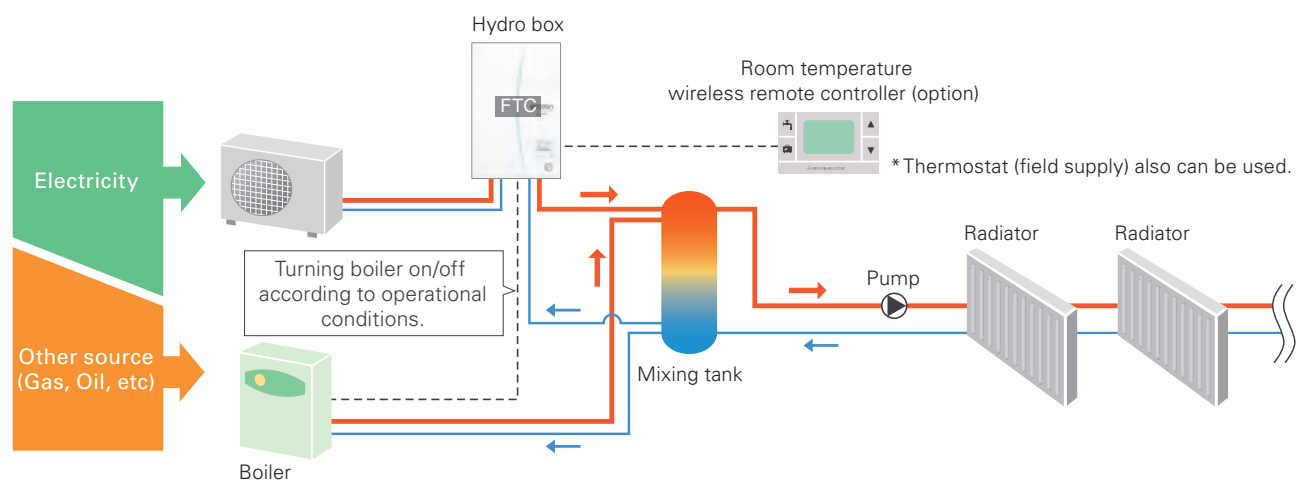 Hydro box
FTC
Room temperature
wireless remote controller (option)
* Thermostat (field supply) also can be used.
Electricity
Turning boiler on/off
according to operational
conditions.
Radiator
Radiator
Pump
Other source
(Gas, Oil, etc)
Mixing tank
Boiler